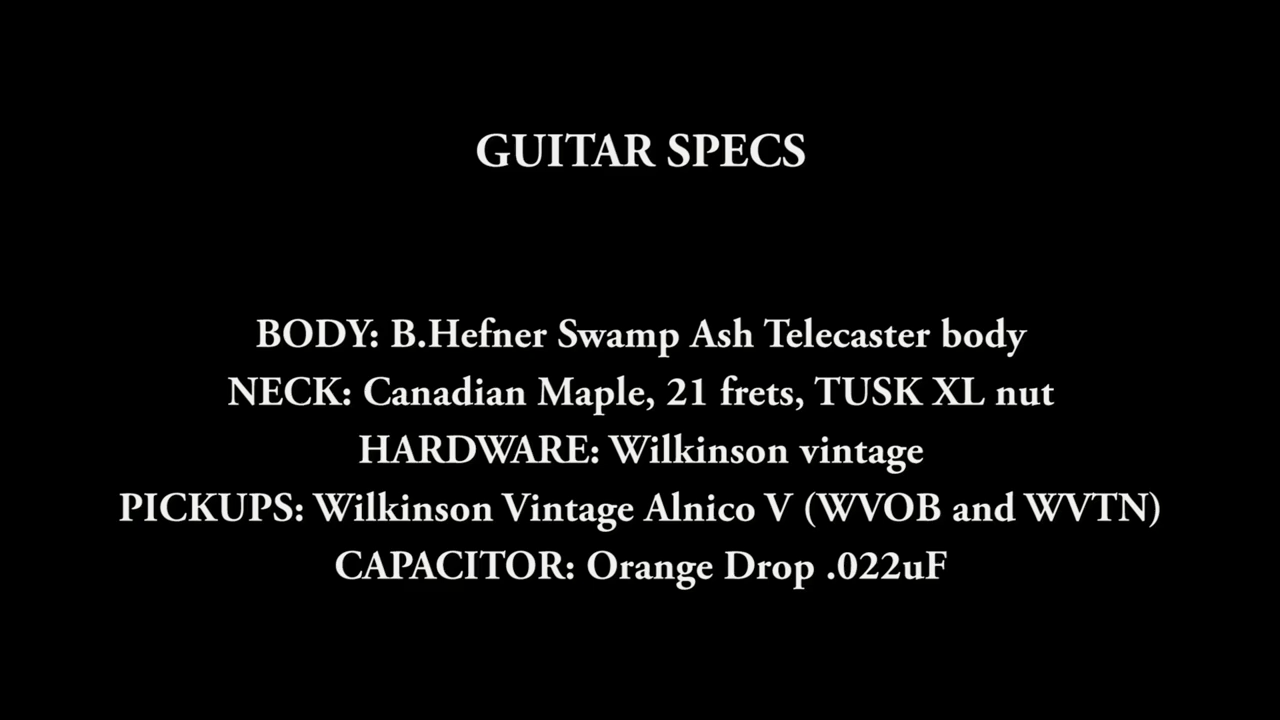 GUITAR SPECS
BODY: B.Hefner Swamp Ash Telecaster body
NECK: Canadian Maple, 21 frets, TUSK XL nut
HARDWARE: Wilkinson vintage
PICKUPS: Wilkinson Vintage Alnico V (WVOB and WVTN)
CAPACITOR: Orange Drop .022uF